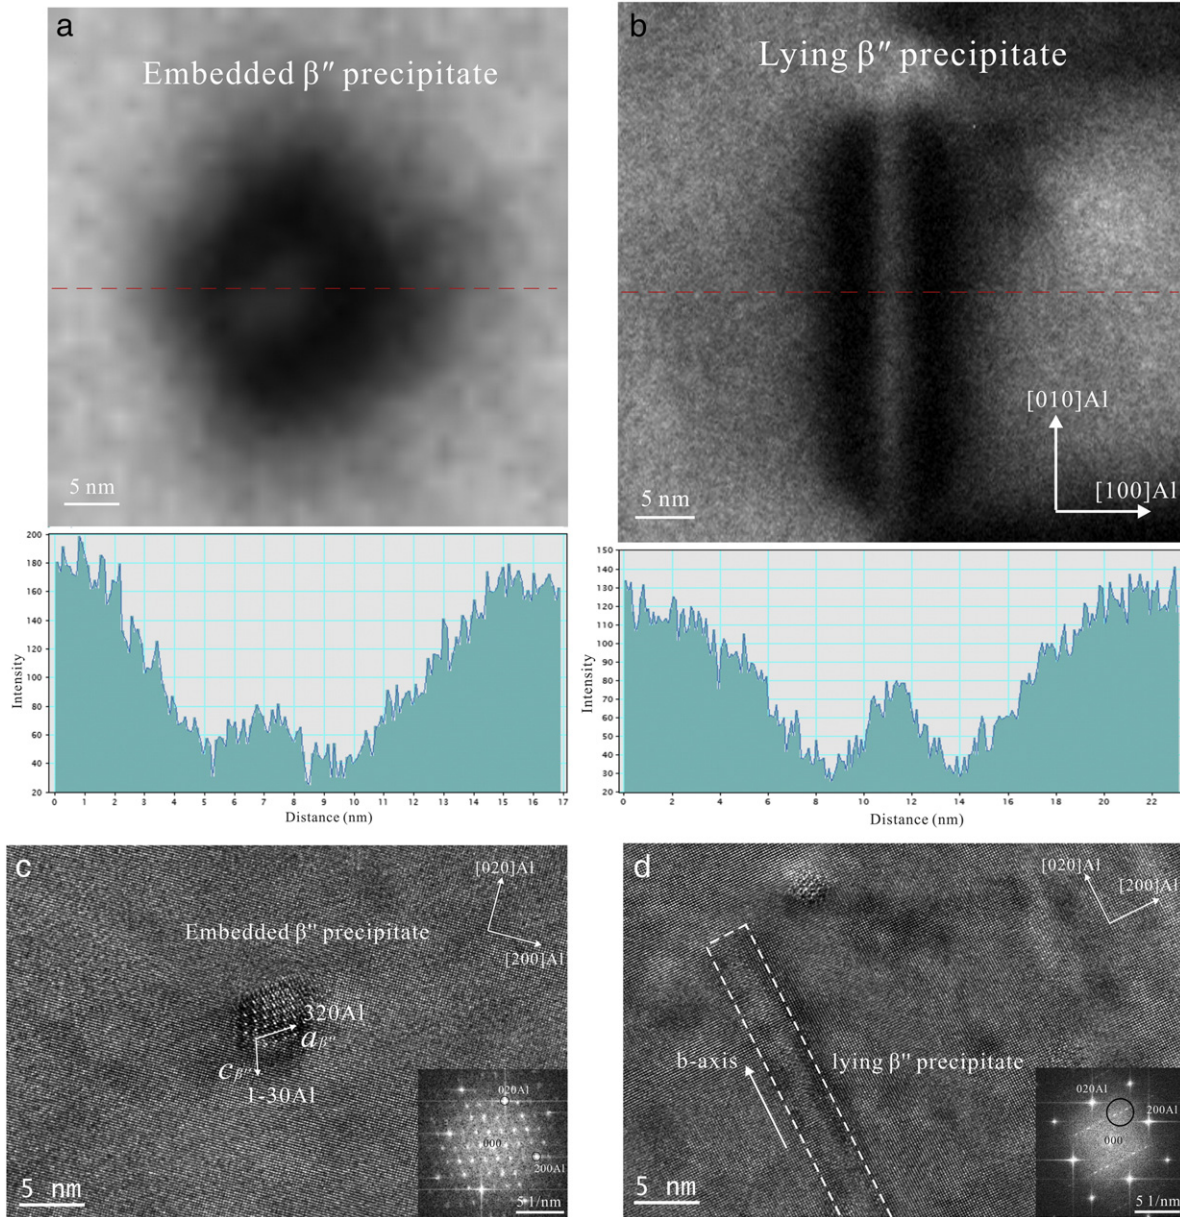 a
Embedded β″ precipitate
5 nm
b
Lying β″ precipitate
[010]Al
[100]Al
5 nm
200
180
160
140
120
100
80
60
40
20
Intensity
0 1 2 3 4 5 6 7 8 9 10 11 12 13 14 15 16 17
Distance (nm)
150
140
130
120
110
100
90
80
70
60
50
40
30
20
Intensity
0 2 4 6 8 10 12 14 16 18 20 22
Distance (nm)
c
[020]Al
[200]Al
Embedded β″ precipitate
320Al
aβ″
cβ″
1-30Al
020Al
000
200Al
5 nm
5 1/nm
d
[020]Al
[200]Al
b-axis
lying β″ precipitate
020Al
200Al
000
5 nm
5 1/nm